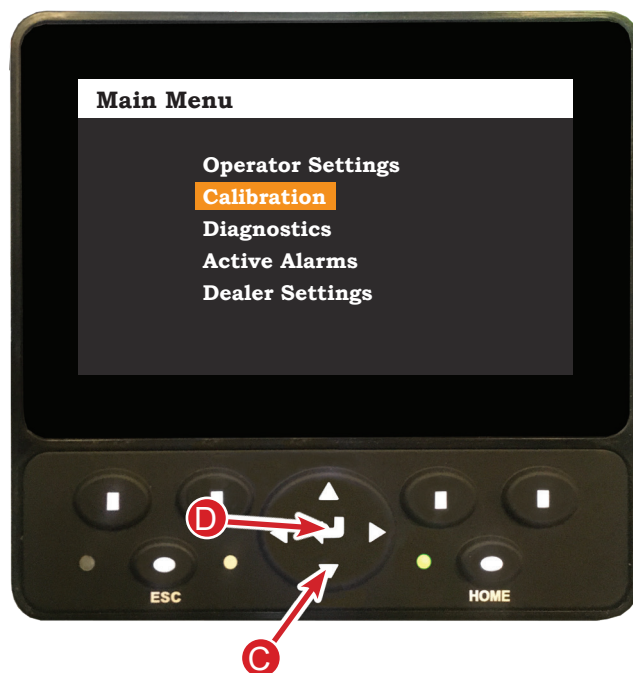 Main Menu
Operator Settings
Calibration
Diagnostics
Active Alarms
Dealer Settings
D
ESC
HOME
C